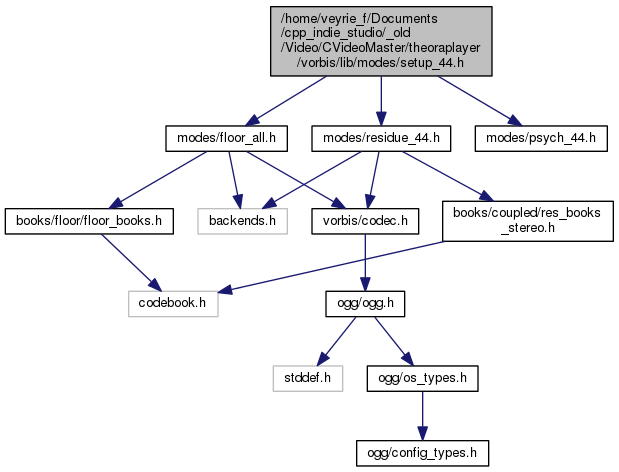 /home/veyrie_f/Documents
/cpp_indie_studio/_old
/Video/CVideoMaster/theoraplayer
/vorbis/lib/modes/setup_44.h
modes/floor_all.h
modes/residue_44.h
modes/psych_44.h
books/floor/floor_books.h
backends.h
vorbis/codec.h
books/coupled/res_books
_stereo.h
codebook.h
ogg/ogg.h
stddef.h
ogg/os_types.h
ogg/config_types.h